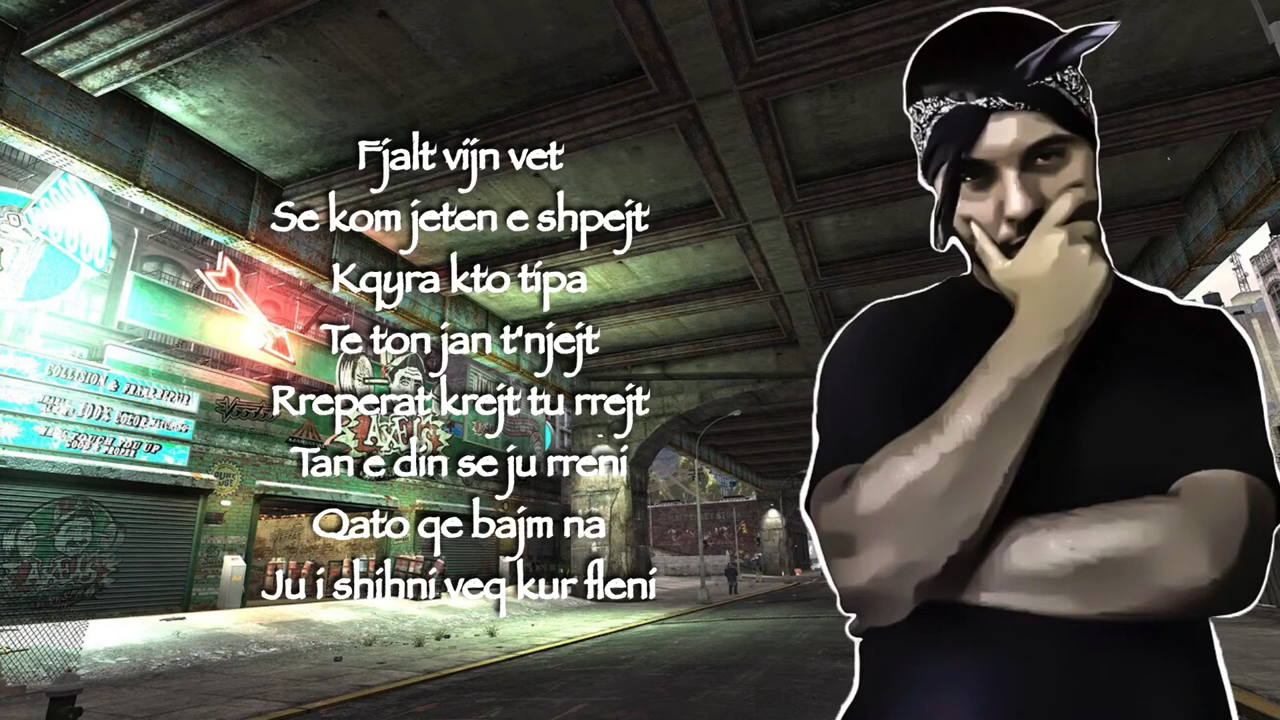 Fjalt vijn vet
Se kom jeten e shpejt
Kqyra kto tipa
Te ton jan t'njejt
Rreperat krejt tu rrejt
Tan e din se ju rreni
Qato qe bajm na
Ju i shihni veq kur fleni
COLLISION &